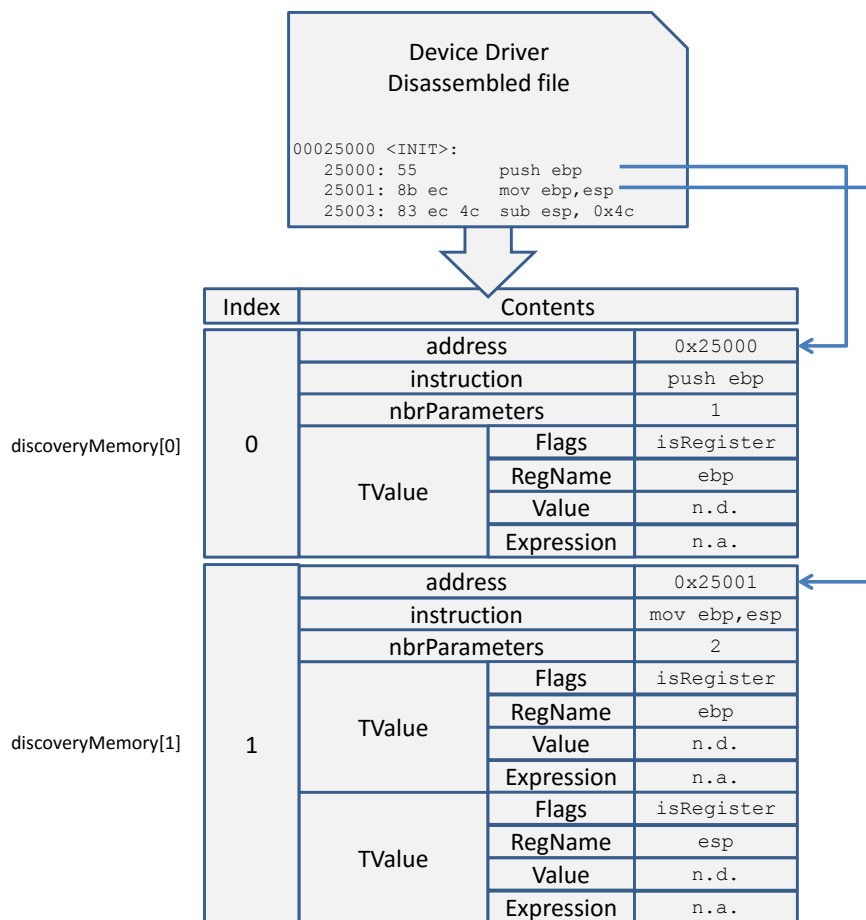 Device Driver
Disassembled file
00025000 <INIT>:
25000: 55 push ebp
25001: 8b ec mov ebp,esp
25003: 83 ec 4c sub esp, 0x4c
Index Contents
discoveryMemory[0] 0
address 0x25000
instruction push ebp
nbrParameters 1
TValue
Flags isRegister
RegName ebp
Value n.d.
Expression n.a.
discoveryMemory[1] 1
address 0x25001
instruction mov ebp,esp
nbrParameters 2
TValue
Flags isRegister
RegName ebp
Value n.d.
Expression n.a.
TValue
Flags isRegister
RegName esp
Value n.d.
Expression n.a.